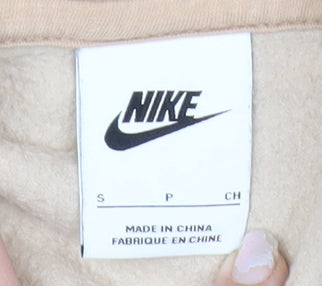 NIKE
S P CH
MADE IN CHINA
FABRIQUE EN CHINE